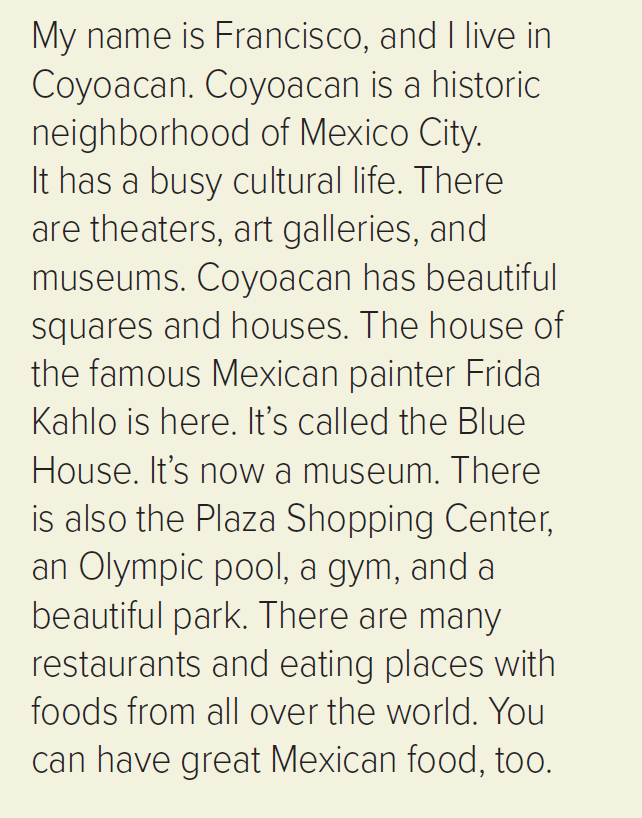 My name is Francisco, and I live in
Coyoacan. Coyoacan is a historic
neighborhood of Mexico City.
It has a busy cultural life. There
are theaters, art galleries, and
museums. Coyoacan has beautiful
squares and houses. The house of
the famous Mexican painter Frida
Kahlo is here. It’s called the Blue
House. It’s now a museum. There
is also the Plaza Shopping Center,
an Olympic pool, a gym, and a
beautiful park. There are many
restaurants and eating places with
foods from all over the world. You
can have great Mexican food, too.